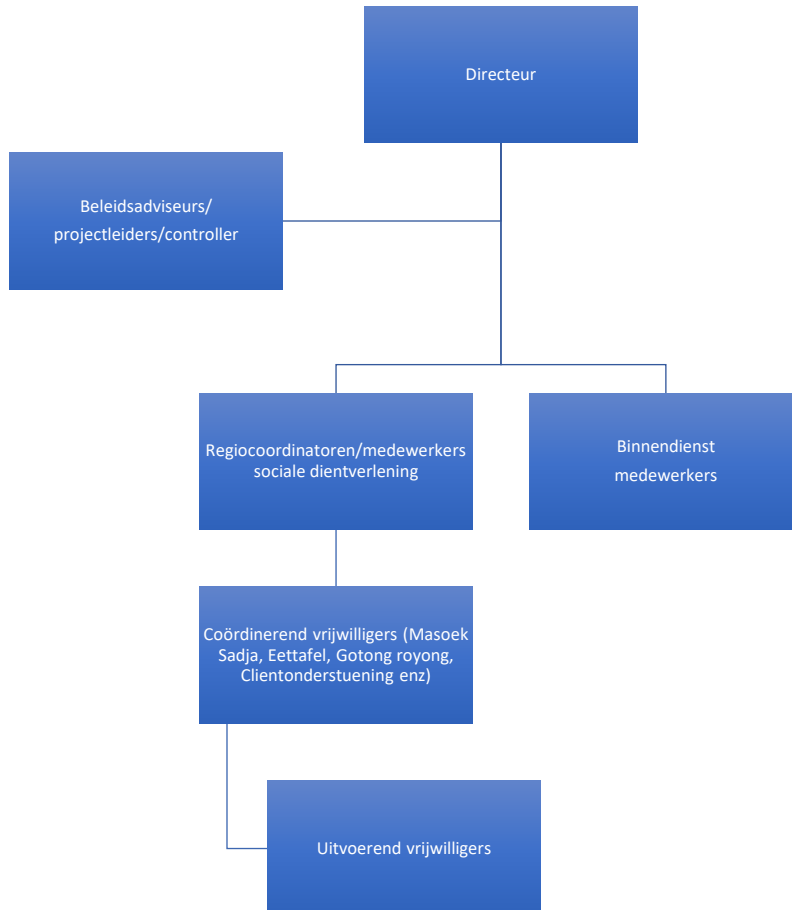 Directeur
Beleidsadviseurs/
projectleiders/controller
Regiocoordinatoren/medewerkers
sociale dientverlening
Binnendienst
medewerkers
Coördinerend vrijwilligers (Masoek
Sadja, Eettafel, Gotong royong,
Clientonderstuening enz)
Uitvoerend vrijwilligers